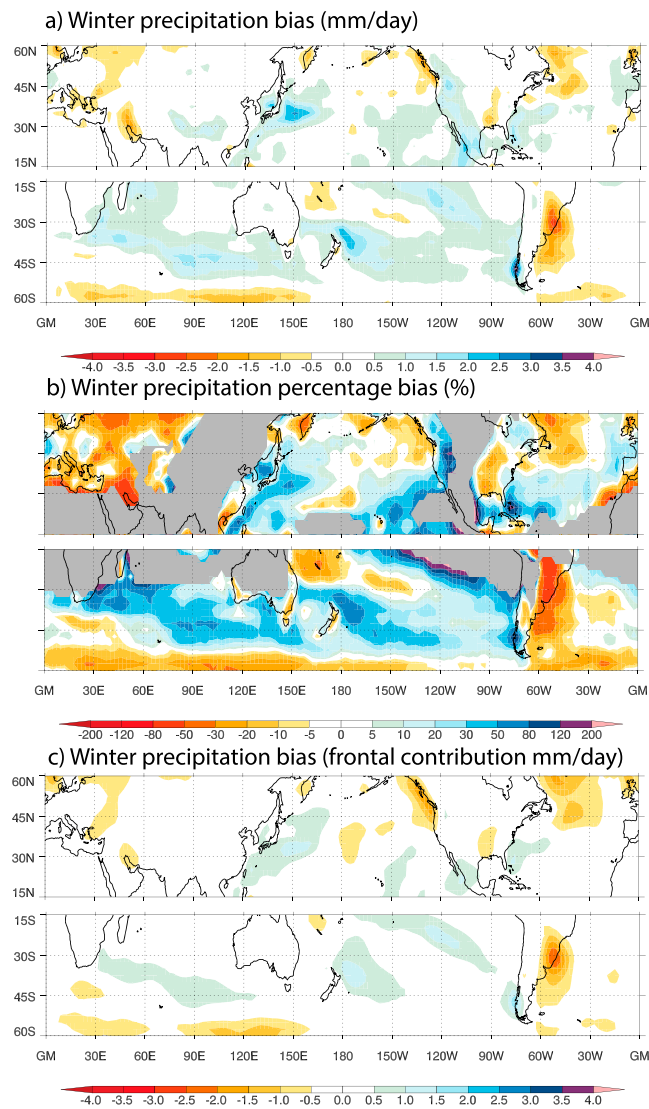 a) Winter precipitation bias (mm/day)
60N
45N
30N
15N
15S
30S
45S
60S
GM 30E 60E 90E 120E 150E 180 150W 120W 90W 60W 30W GM
-4.0 -3.5 -3.0 -2.5 -2.0 -1.5 -1.0 -0.5 0.0 0.5 1.0 1.5 2.0 2.5 3.0 3.5 4.0
b) Winter precipitation percentage bias (%)
GM 30E 60E 90E 120E 150E 180 150W 120W 90W 60W 30W GM
-200 -120 -80 -50 -30 -20 -10 -5 0 5 10 20 30 50 80 120 200
c) Winter precipitation bias (frontal contribution mm/day)
60N
45N
30N
15N
15S
30S
45S
60S
GM 30E 60E 90E 120E 150E 180 150W 120W 90W 60W 30W GM
-4.0 -3.5 -3.0 -2.5 -2.0 -1.5 -1.0 -0.5 0.0 0.5 1.0 1.5 2.0 2.5 3.0 3.5 4.0